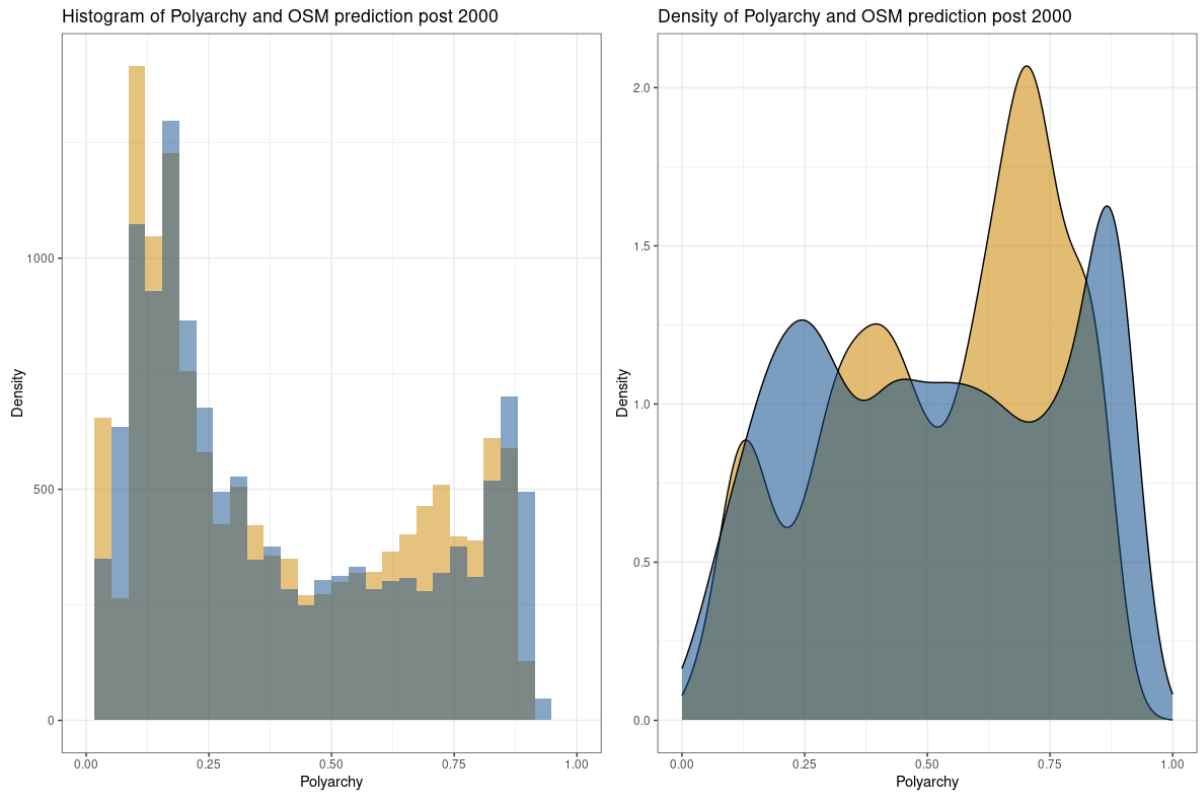 Histogram of Polyarchy and OSM prediction post 2000
Density
1000
500
0
0.00 0.25 0.50 0.75 1.00
Polyarchy
Density of Polyarchy and OSM prediction post 2000
Density
2.0
1.5
1.0
0.5
0.0
0.00 0.25 0.50 0.75 1.00
Polyarchy